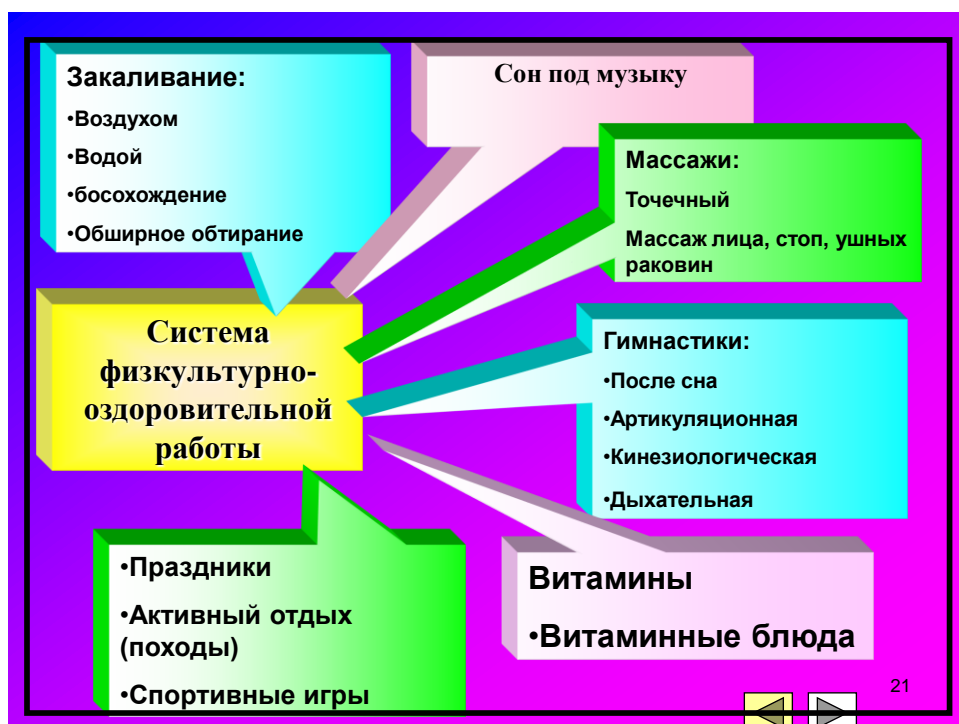 Закаливание:
•Воздухом
•Водой
•босохождение
•Обширное обтирание
Сон под музыку
Массажи:
Точечный
Массаж лица, стоп, ушных
раковин
Система
физкультурно-
оздоровительной
работы
Гимнастики:
•После сна
•Артикуляционная
•Кинезиологическая
•Дыхательная
•Праздники
•Активный отдых
(походы)
•Спортивные игры
Витамины
•Витаминные блюда
21